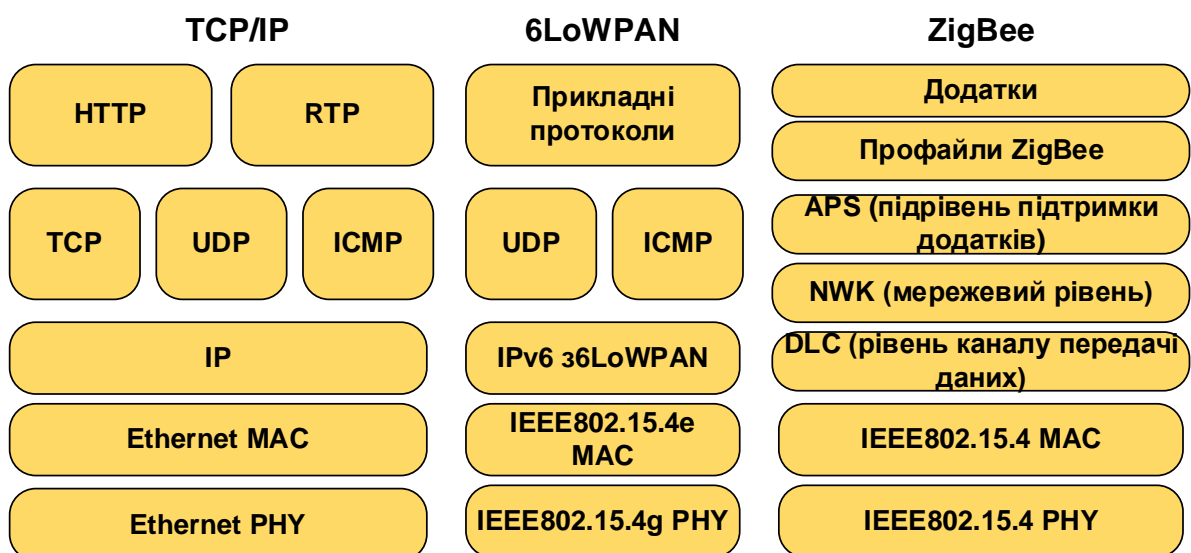 TCP/IP
HTTP
RTP
TCP
UDP
ICMP
IP
Ethernet MAC
Ethernet PHY
6LoWPAN
Прикладні
протоколи
UDP
ICMP
IPv6 з6LoWPAN
IEEE802.15.4e
MAC
IEEE802.15.4g PHY
ZigBee
Додатки
Профайли ZigBee
APS (підрівень підтримки
додатків)
NWK (мережевий рівень)
DLC (рівень каналу передачі
даних)
IEEE802.15.4 MAC
IEEE802.15.4 PHY